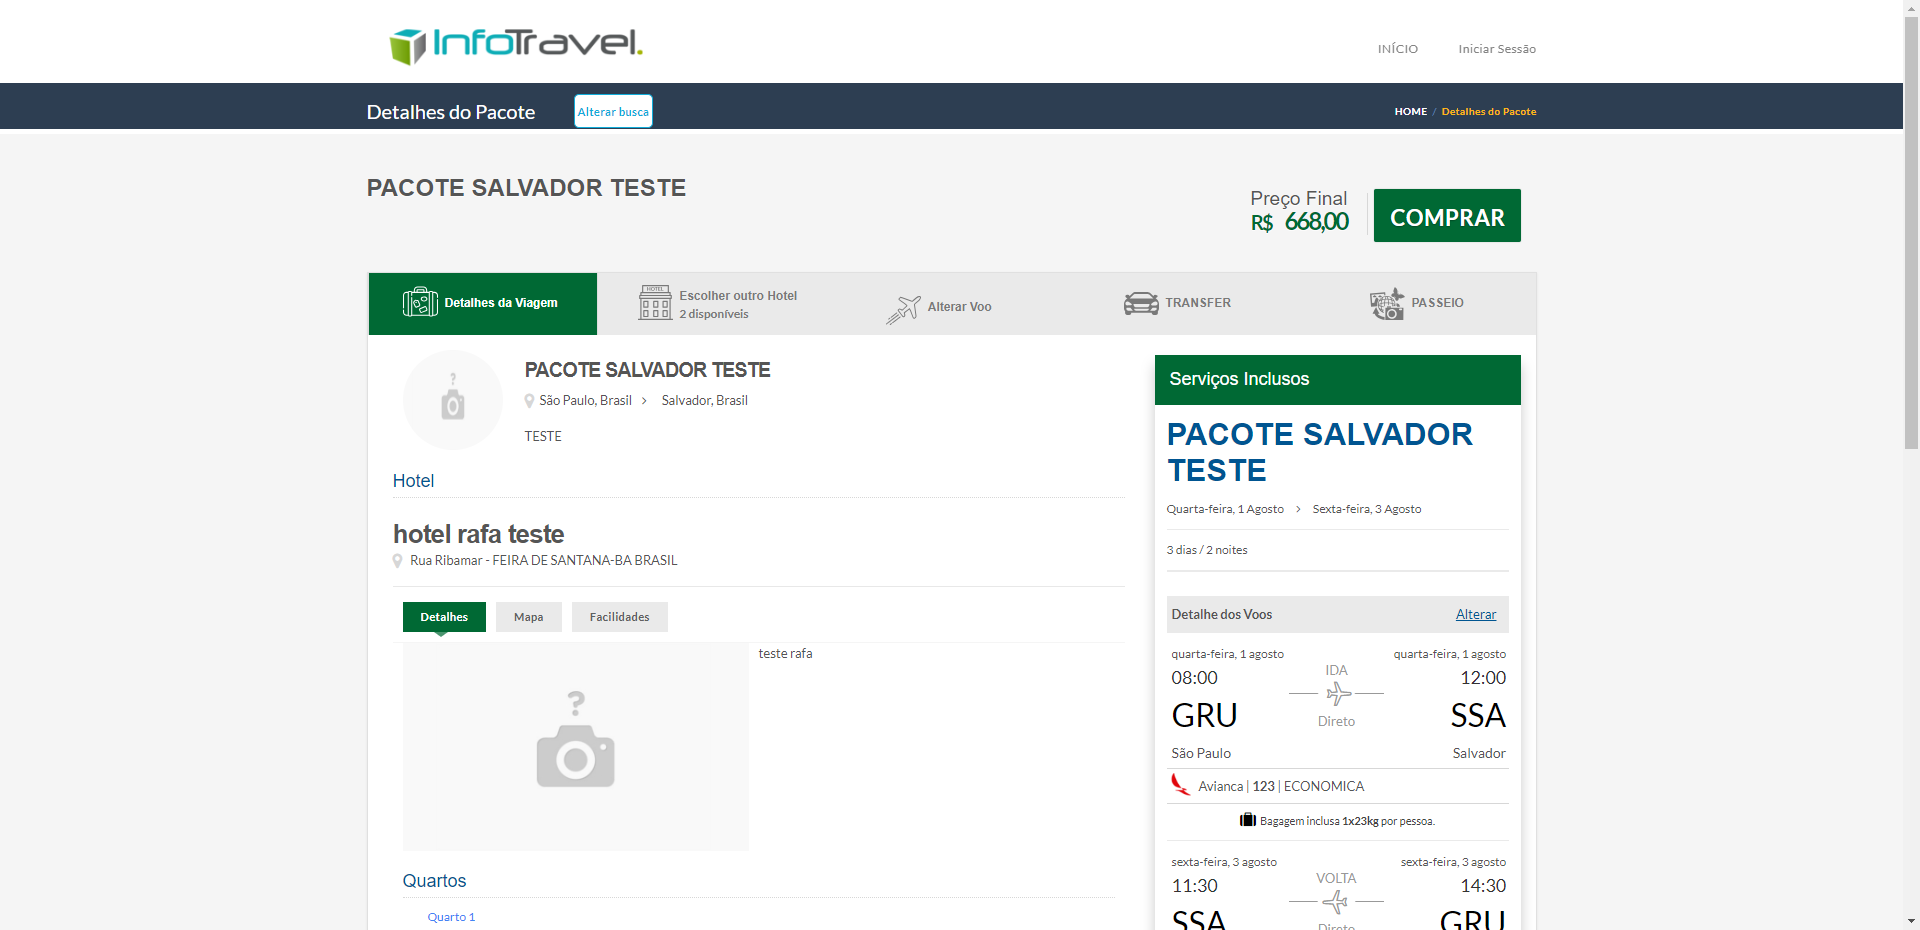 InfoTravel.
INÍCIO
Iniciar Sessão
Detalhes do Pacote
Alterar busca
HOME / Detalhes do Pacote
PACOTE SALVADOR TESTE
Preço Final
R$ 668,00
COMPRAR
Detalhes da Viagem
HOTEL
Escolher outro Hotel
2 disponíveis
Alterar Voo
TRANSFER
PASSEIO
PACOTE SALVADOR TESTE
São Paulo, Brasil > Salvador, Brasil
TESTE
Hotel
hotel rafa teste
Rua Ribamar - FEIRA DE SANTANA-BA BRASIL
Detalhes
Mapa
Facilidades
?
teste rafa
Quartos
Quarto 1
Serviços Inclusos
PACOTE SALVADOR
TESTE
Quarta-feira, 1 Agosto > Sexta-feira, 3 Agosto
3 dias / 2 noites
Detalhe dos Voos
Alterar
quarta-feira, 1 agosto
quarta-feira, 1 agosto
08:00
IDA
12:00
GRU
Direto
SSA
São Paulo
Salvador
Avianca | 123 | ECONOMICA
Bagagem inclusa 1x23kg por pessoa.
sexta-feira, 3 agosto
sexta-feira, 3 agosto
11:30
VOLTA
14:30
SSA
Direto
GRU